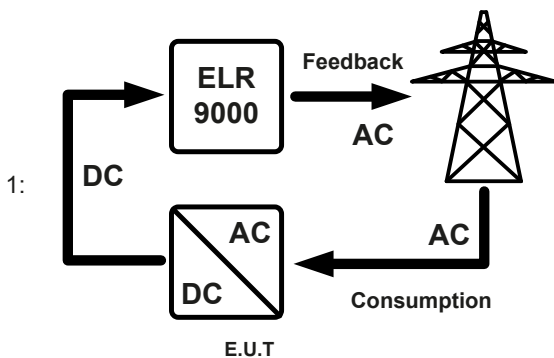 ELR
9000
Feedback
AC
1:
DC
AC
DC
AC
Consumption
E.U.T